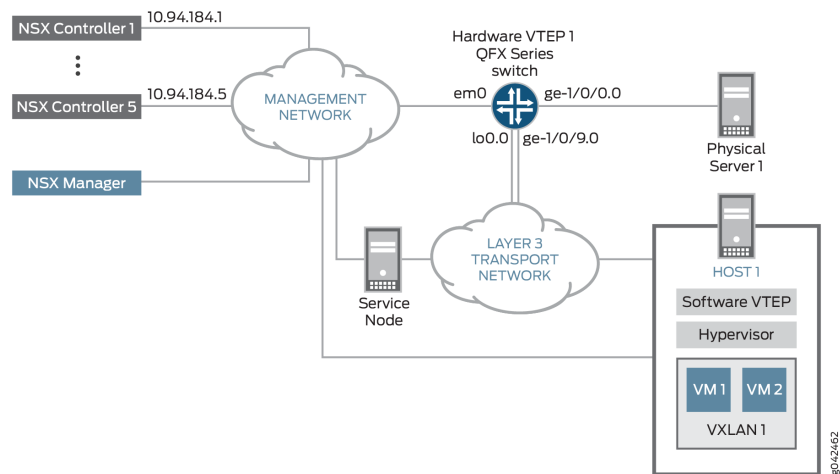 10.94.184.1
NSX Controller 1
10.94.184.5
NSX Controller 5
NSX Manager
MANAGEMENT
NETWORK
Hardware VTEP 1
QFX Series
switch
em0
ge-1/0/0.0
lo0.0
ge-1/0/9.0
Physical
Server 1
LAYER 3
TRANSPORT
NETWORK
Service
Node
HOST 1
Software VTEP
Hypervisor
VM 1
VM 2
VXLAN 1
g042462